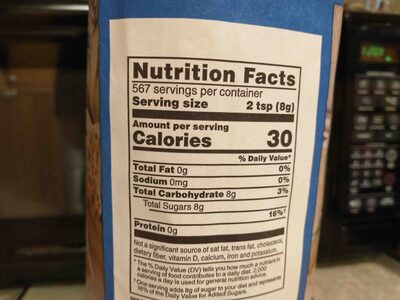 Nutrition Facts
567 servings per container
Serving size 2 tsp (8g)
Amount per serving
Calories 30
% Daily Value*
Total Fat 0g 0%
Sodium 0mg 0%
Total Carbohydrate 8g 3%
Total Sugars 8g
16%†
Protein 0g
Not a significant source of sat fat, trans fat, cholesterol,
dietary fiber, vitamin D, calcium, iron and potassium.
* The % Daily Value (DV) tells you how much a nutrient in
a serving of food contributes to a daily diet. 2,000
calories a day is used for general nutrition advice.
† One serving adds 8g of sugar to your diet and represents
16% of the Daily Value for Added Sugars.